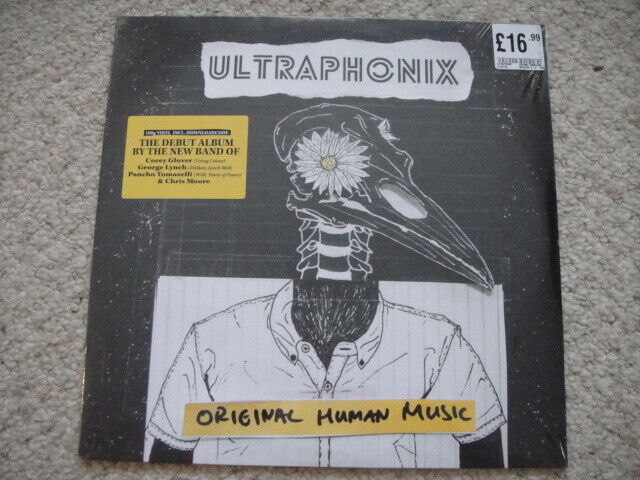 ULTRAPHONIX
£16.99
180g VINYL INCL. DOWNLOADCODE
THE DEBUT ALBUM
BY THE NEW BAND OF
Corey Glover (Living Colour)
George Lynch (Dokken, Lynch Mob)
Pancho Tomaselli (WAR, Tower of Power)
& Chris Moore
ORIGINAL HUMAN MUSIC